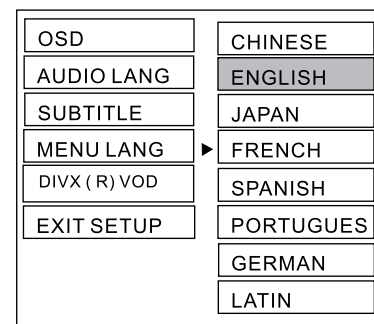 OSD
AUDIO LANG
SUBTITLE
MENU LANG
DIVX ( R) VOD
EXIT SETUP
CHINESE
ENGLISH
JAPAN
FRENCH
SPANISH
PORTUGUES
GERMAN
LATIN